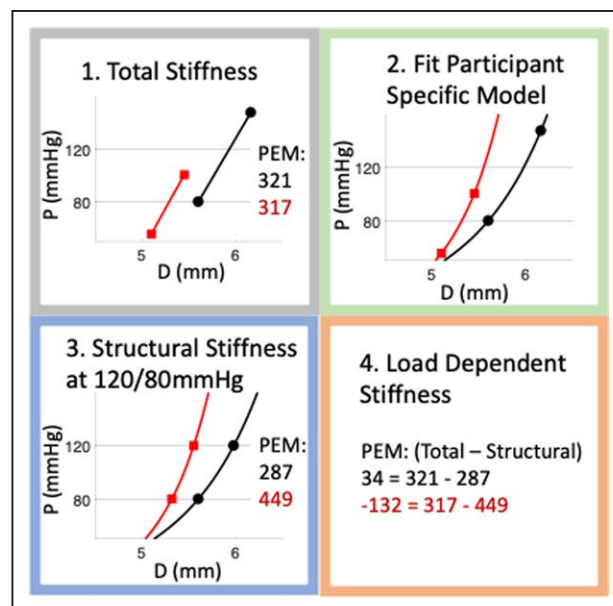 1. Total Stiffness
P (mmHg)
120
80
PEM:
321
317
5
6
D (mm)
2. Fit Participant
Specific Model
P (mmHg)
120
80
5
6
D (mm)
3. Structural Stiffness
at 120/80mmHg
P (mmHg)
120
80
PEM:
287
449
5
6
D (mm)
4. Load Dependent
Stiffness
PEM: (Total – Structural)
34 = 321 - 287
-132 = 317 - 449